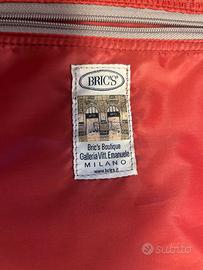 BRIC'S
Bric's Boutique
Galleria Vitt. Emanuele
MILANO
www.brics.it
subito